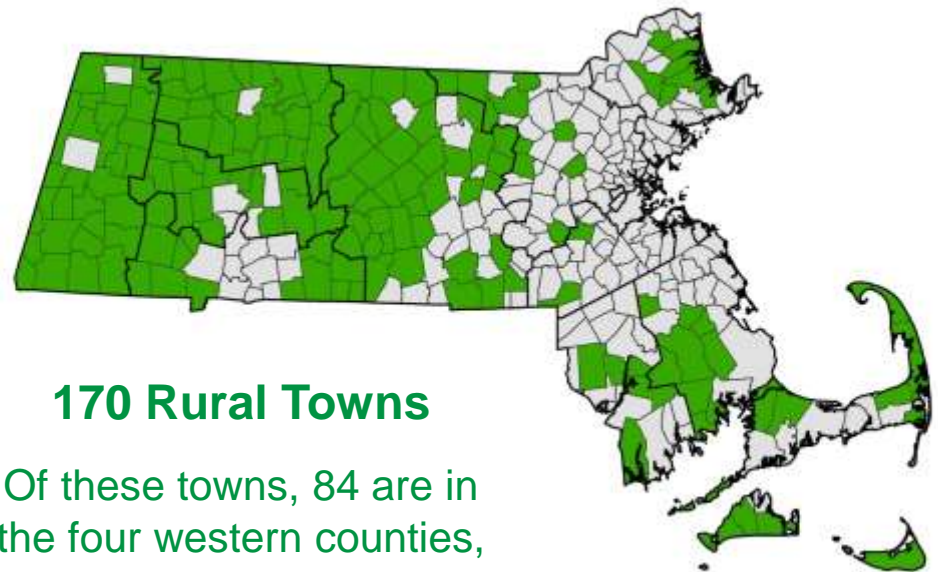 170 Rural Towns
Of these towns, 84 are in
the four western counties,